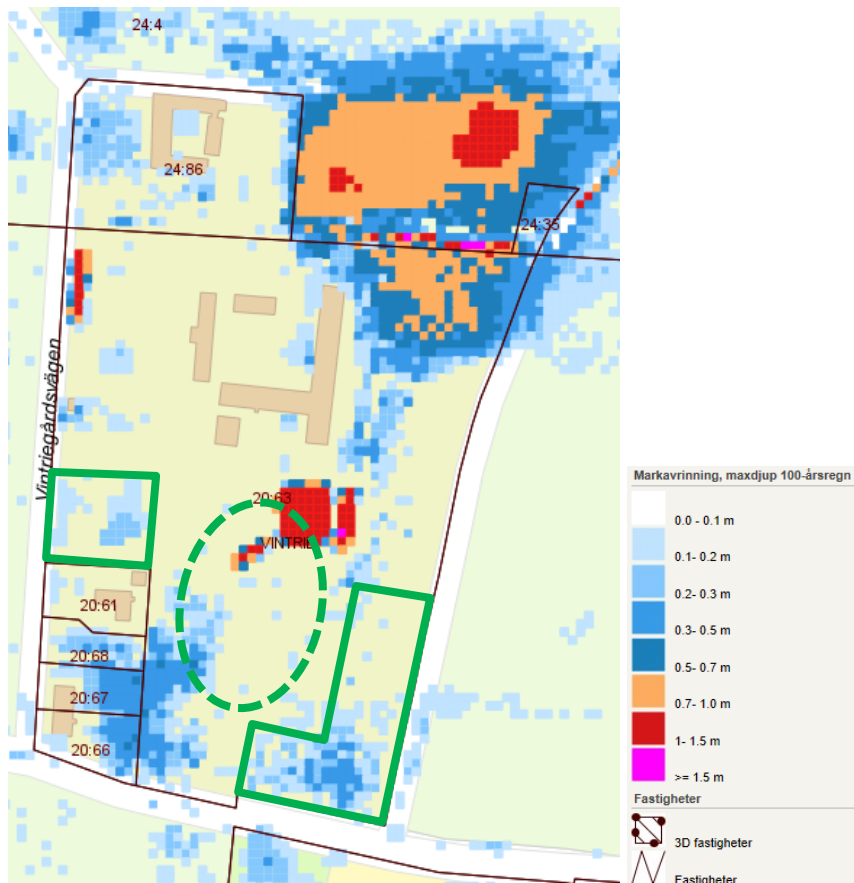 24:4
24:86
24:35
Vintriegårdsvägen
20:63
20:61
20:68
20:67
20:66
Markavrinning, maxdjup 100-årsregn
0.0 - 0.1 m
0.1- 0.2 m
0.2- 0.3 m
0.3- 0.5 m
0.5- 0.7 m
0.7- 1.0 m
1- 1.5 m
>= 1.5 m
Fastigheter
3D fastigheter
Fastigheter